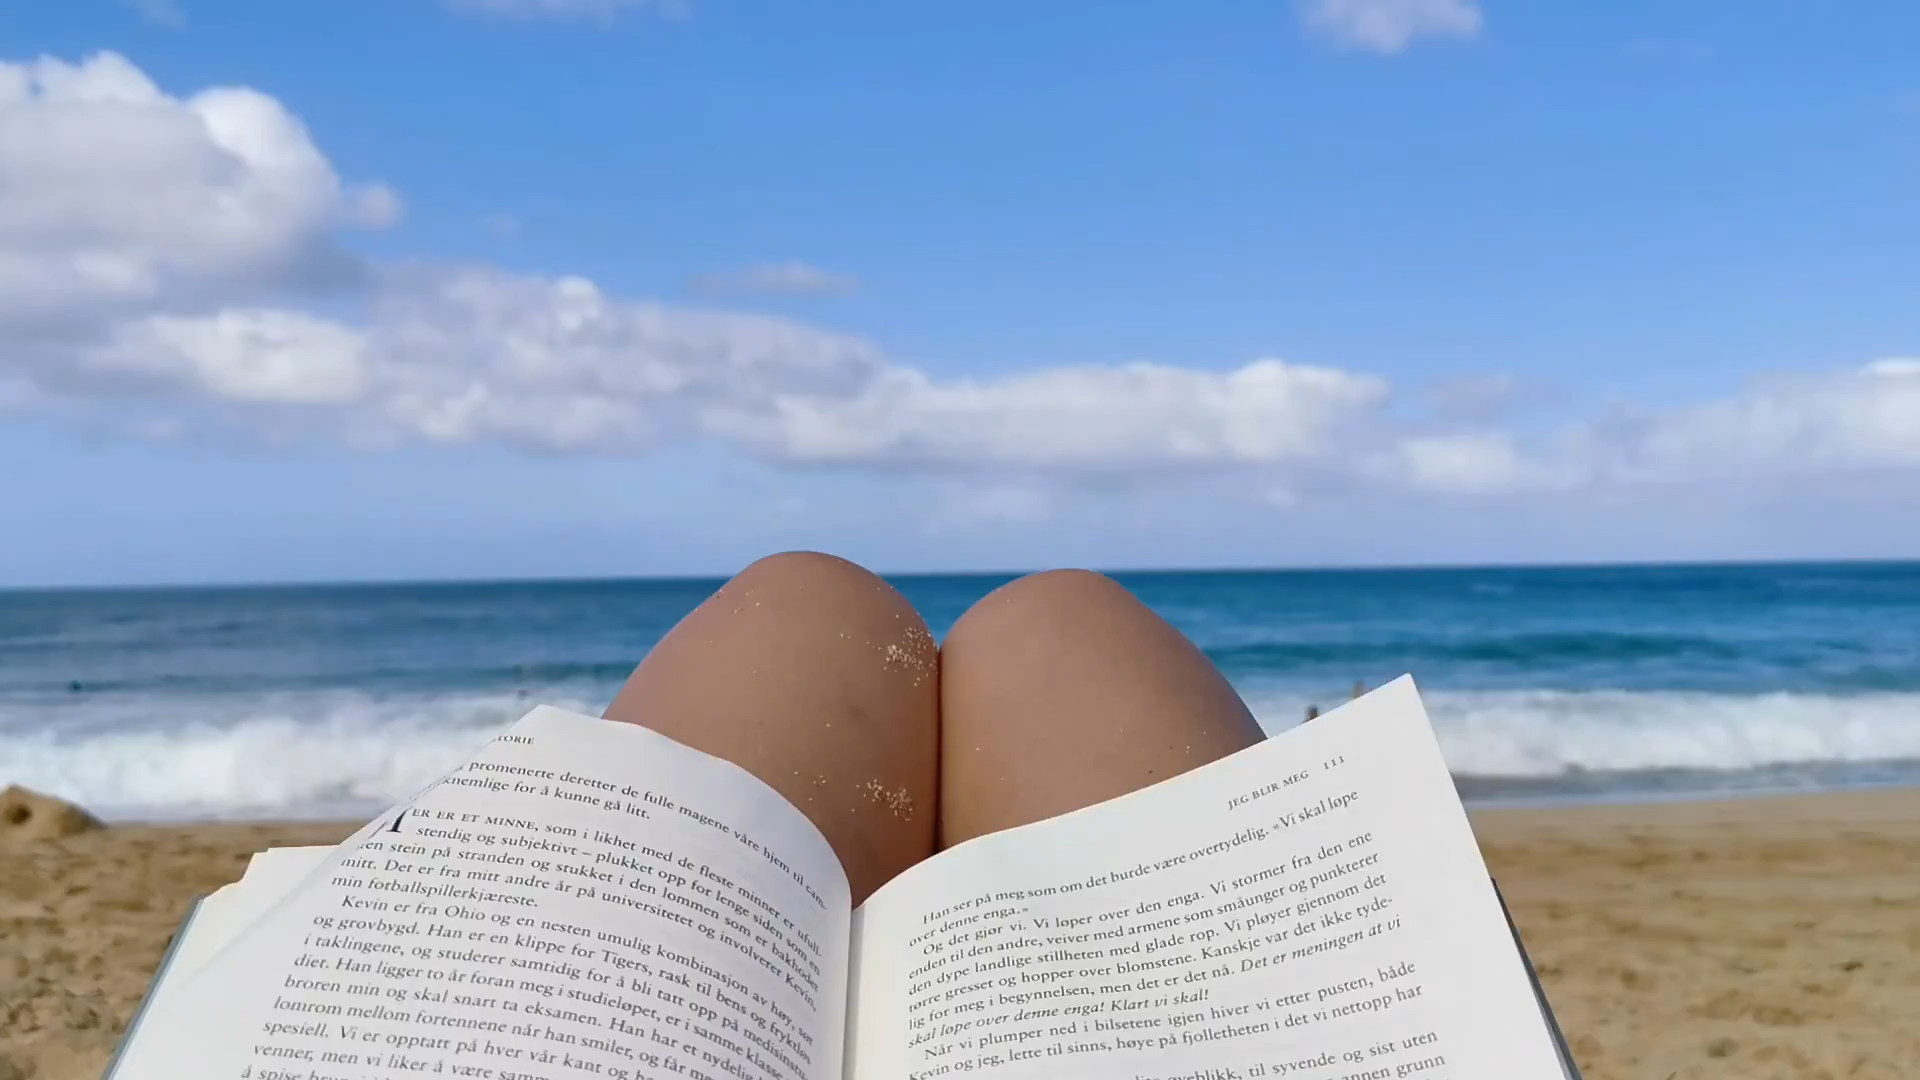 TORIE
promenerte deretter de fulle magene våre hjem til cam-
knemlige for å kunne gå litt.
ER ER ET MINNE, som i likhet med de fleste minner er ufull-
stendig og subjektivt – plukket opp for lenge siden som en
en stein på stranden og stukket i den lommen som er bakhodet
mitt. Det er fra mitt andre år på universitetet og involverer Kevin,
min fotballspillerkjæreste.
Kevin er fra Ohio og en nesten umulig kombinasjon av høy, søt
og grovbygd. Han er en klippe for Tigers, rask til bens og fryktløs
i taklingene, og studerer samtidig for å bli tatt opp på medisinstu-
diet. Han ligger to år foran meg i studieløpet, er i samme klasse
broren min og skal snart ta eksamen. Han har et nydelig
lomrom mellom fortennene når han smiler, og får me
spesiell. Vi er opptatt på hver vår kant og
venner, men vi liker å være samm
å spise
JEG BLIR MEG 111
Han ser på meg som om det burde være overtydelig. «Vi skal løpe
over denne enga.»
Og det gjør vi. Vi løper over den enga. Vi stormer fra den ene
enden til den andre, veiver med armene som småunger og punkterer
den dype landlige stillheten med glade rop. Vi pløyer gjennom det
tørre gresset og hopper over blomstene. Kanskje var det ikke tyde-
lig for meg i begynnelsen, men det er det nå. Det er meningen at vi
skal løpe over denne enga! Klart vi skal!
Når vi plumper ned i bilsetene igjen hiver vi etter pusten, både
Kevin og jeg, lette til sinns, høye på fjolletheten i det vi nettopp har
øyeblikk, til syvende og sist uten
annen grunn